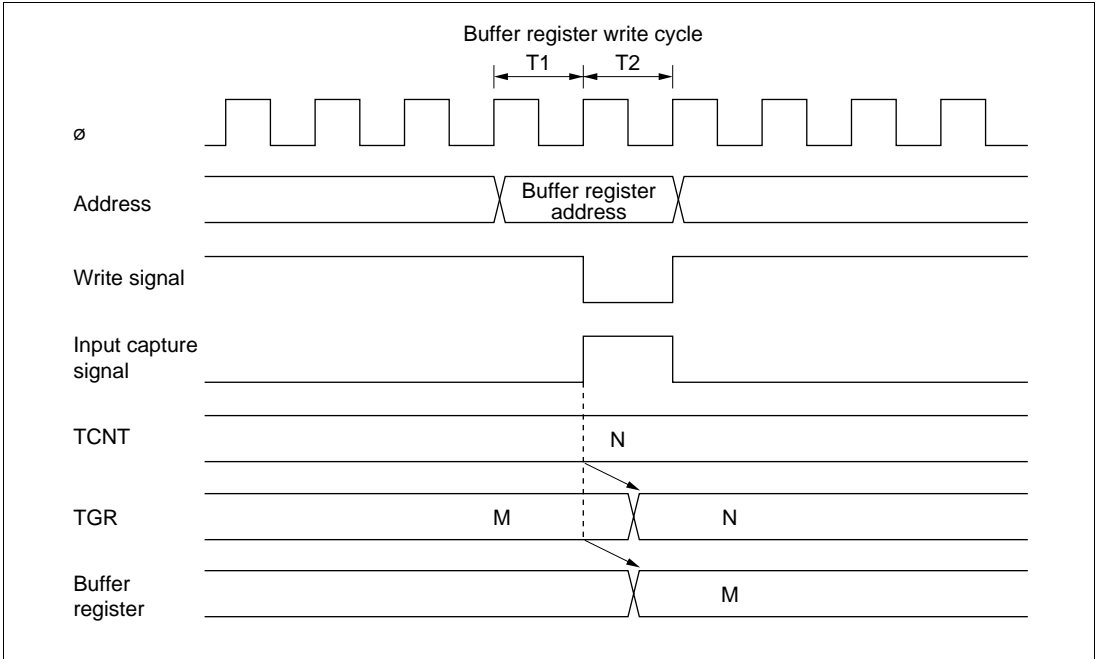 Buffer register write cycle
T1 T2
ø
Address
Buffer register
address
Write signal
Input capture
signal
TCNT
N
TGR
M
N
Buffer
register
M